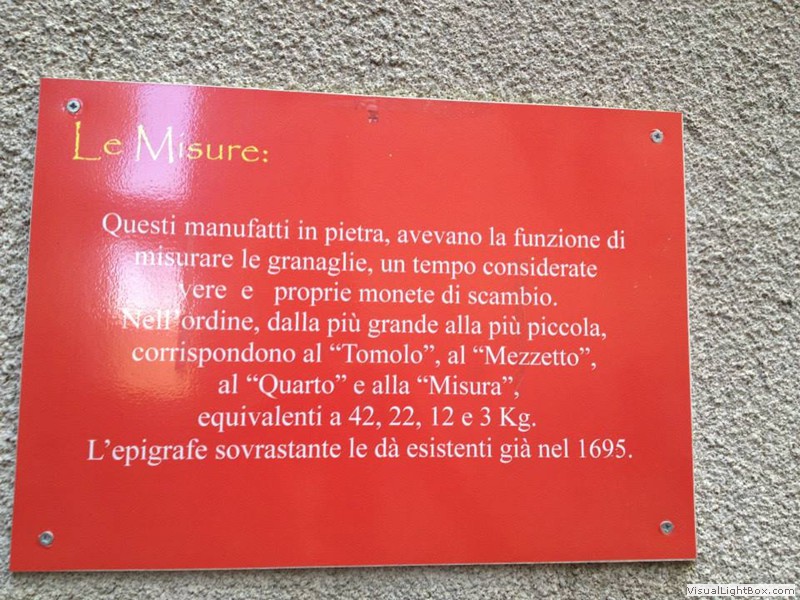 Le Misure:
Questi manufatti in pietra, avevano la funzione di
misurare le granaglie, un tempo considerate
vere e proprie monete di scambio.
Nell'ordine, dalla più grande alla più piccola,
corrispondono al "Tomolo", al "Mezzetto",
al "Quarto" e alla "Misura",
equivalenti a 42, 22, 12 e 3 Kg.
L'epigrafe sovrastante le dà esistenti già nel 1695.
VisualLightBox.com